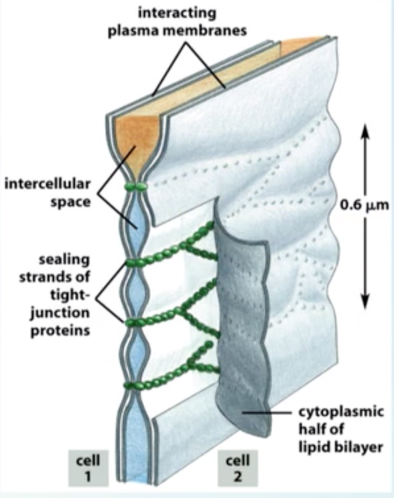 interacting
plasma membranes
intercellular
space
0.6 µm
sealing
strands of
tight-
junction
proteins
cytoplasmic
half of
lipid bilayer
cell
1
cell
2